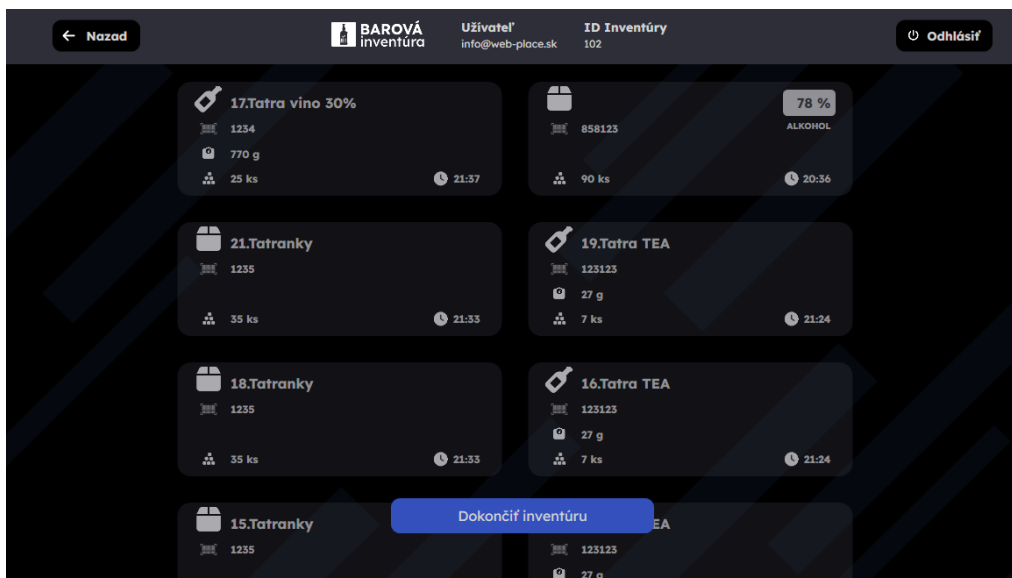 ← Nazad
BAROVÁ
inventúra
Užívateľ
info@web-place.sk
ID Inventúry
102
Odhlásiť
17.Tatra vino 30%
1234
770 g
25 ks
21:37
78 %
ALKOHOL
858123
90 ks
20:36
21.Tatranky
1235
35 ks
21:33
19.Tatra TEA
123123
27 g
7 ks
21:24
18.Tatranky
1235
35 ks
21:33
16.Tatra TEA
123123
27 g
7 ks
21:24
15.Tatranky
1235
Dokončiť inventúru
EA
123123
27 g